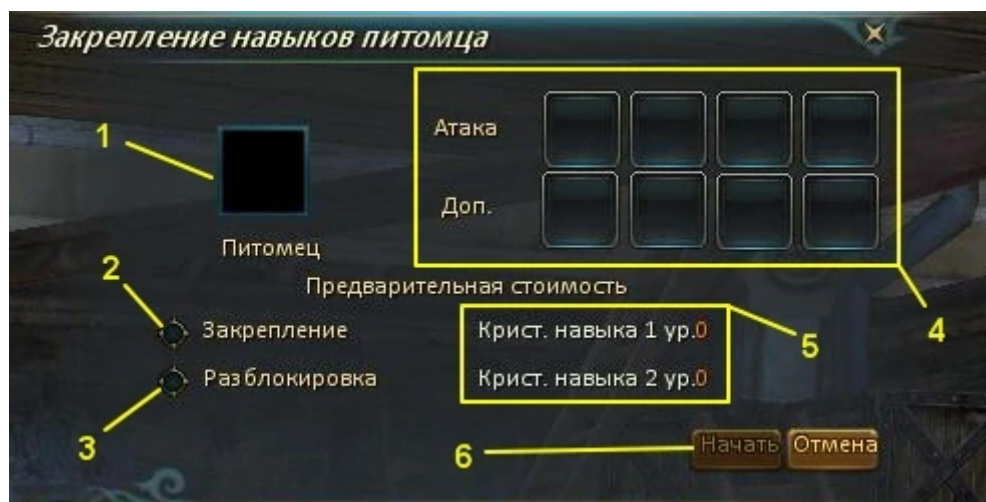 Закрепление навыков питомца
1
Атака
Доп.
Питомец
2
Предварительная стоимость
4
Закрепление
Крист. навыка 1 ур.0
5
Разблокировка
Крист. навыка 2 ур.0
3
6
Начать Отмена